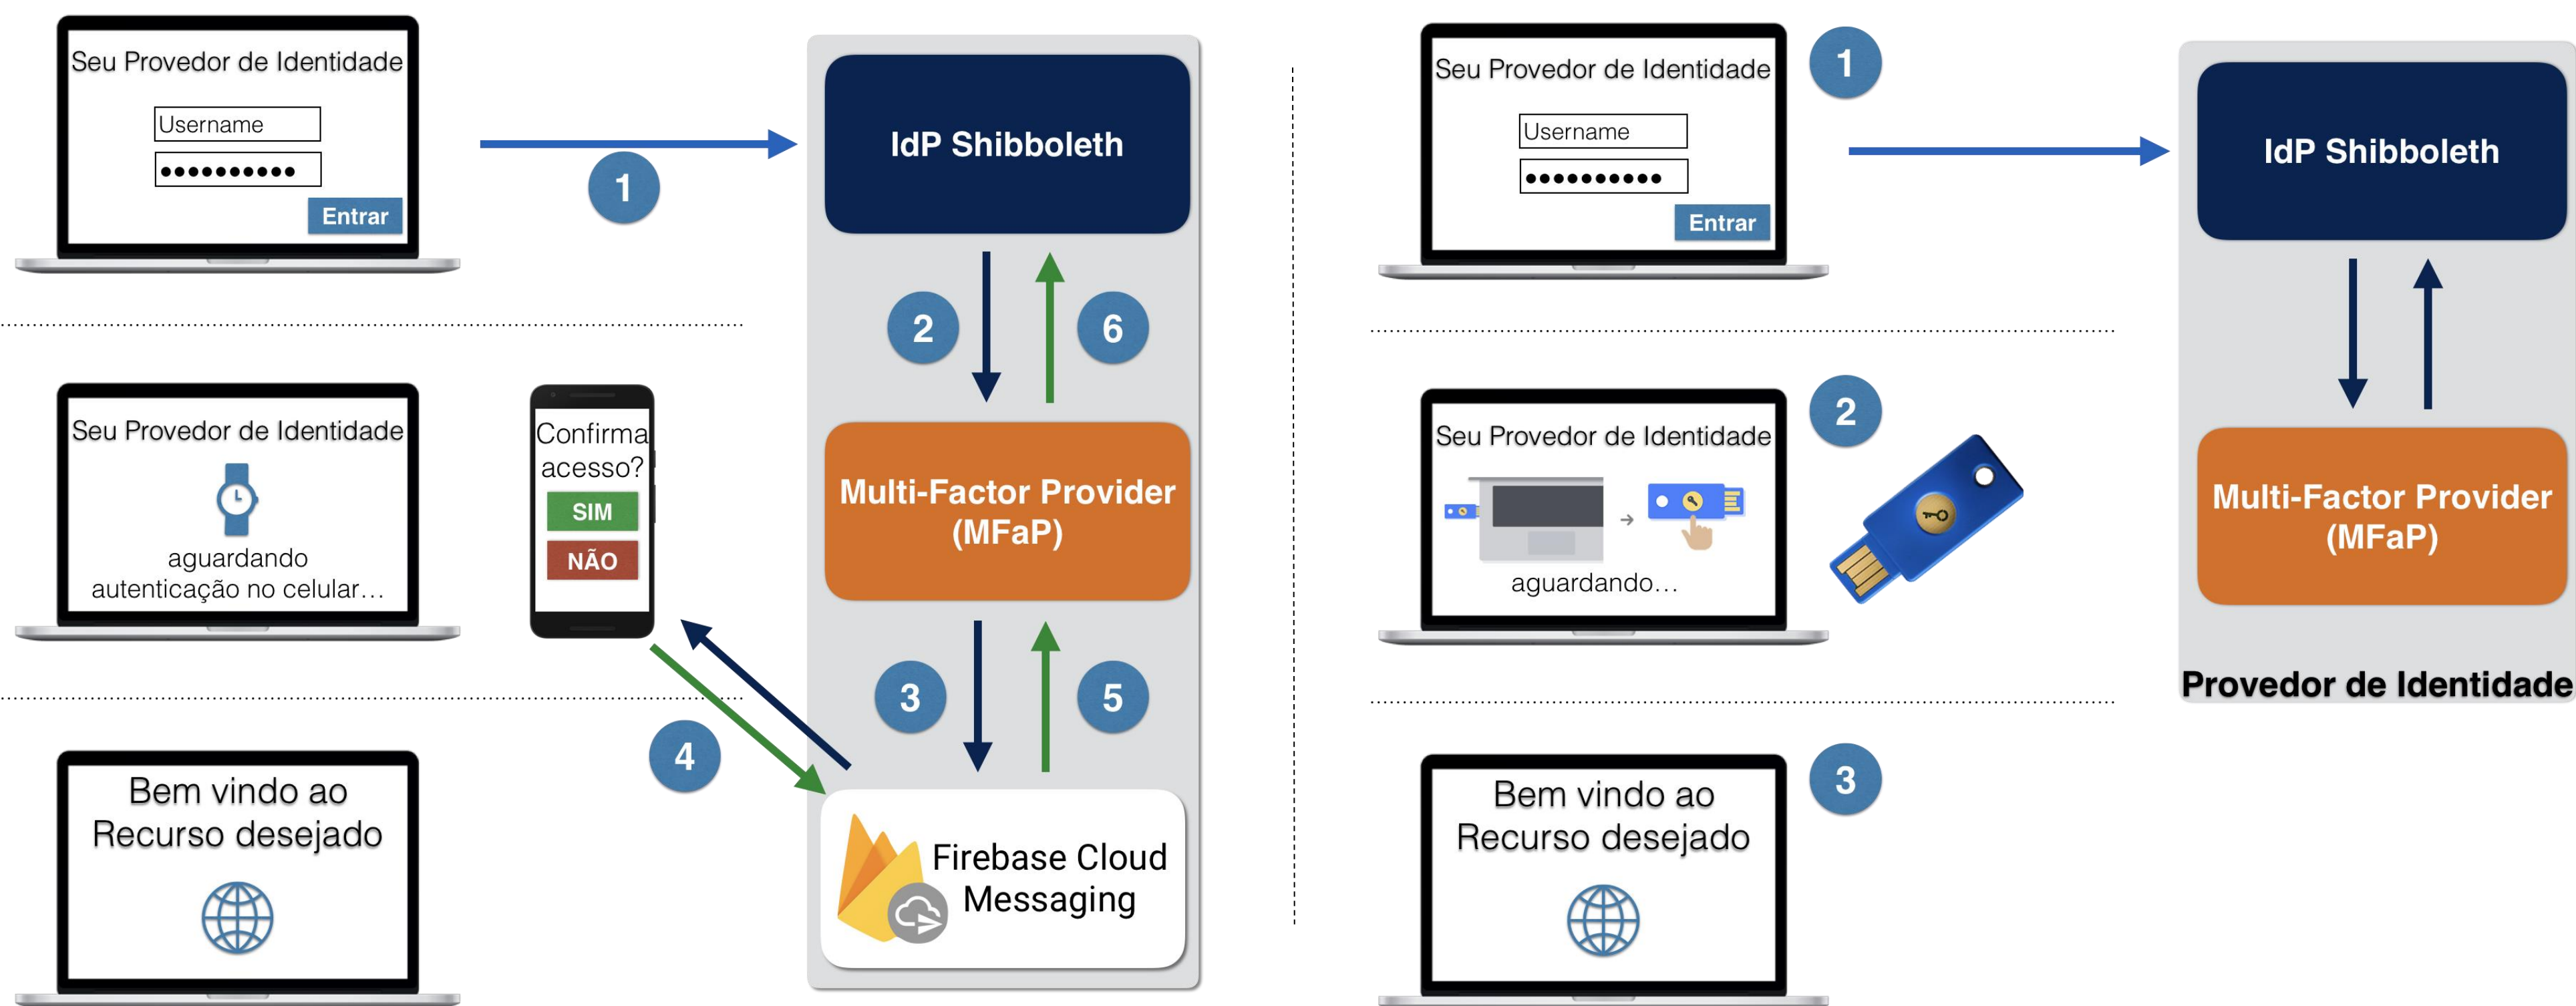 Seu Provedor de Identidade
Username
Entrar
1
IdP Shibboleth
2
6
Seu Provedor de Identidade
aguardando
autenticação no celular...
Confirma
acesso?
SIM
NÃO
Multi-Factor Provider
(MFaP)
3
5
4
Bem vindo ao
Recurso desejado
Firebase Cloud
Messaging
Seu Provedor de Identidade
Username
Entrar
1
IdP Shibboleth
Seu Provedor de Identidade
aguardando...
2
Multi-Factor Provider
(MFaP)
Provedor de Identidade
Bem vindo ao
Recurso desejado
3